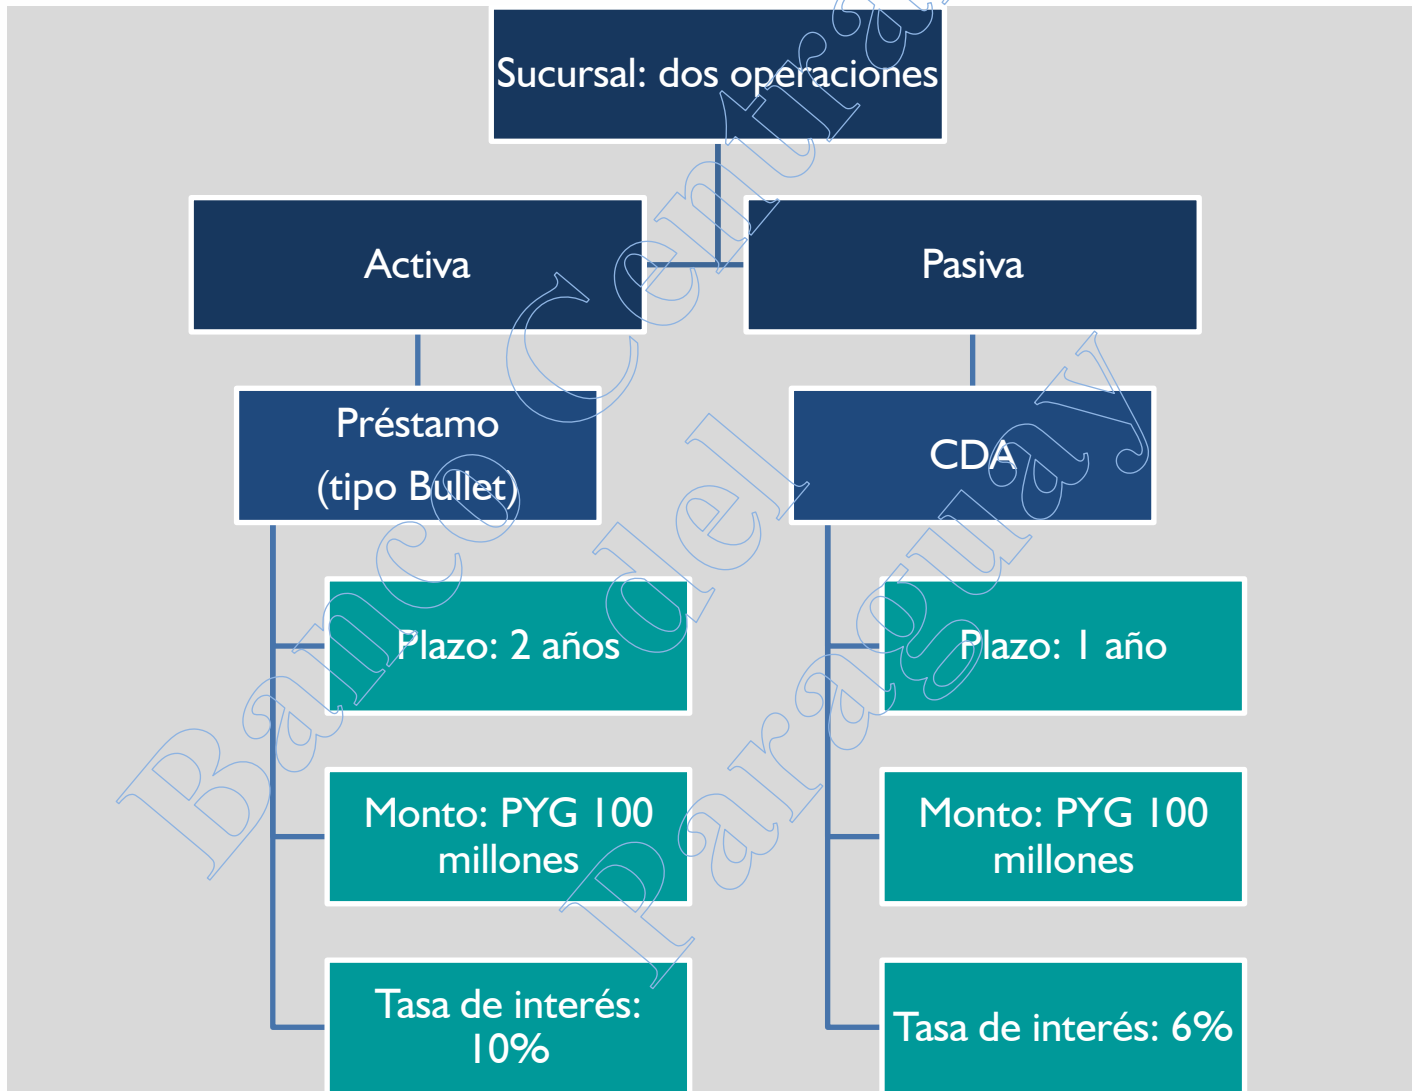 Sucursal: dos operaciones
Activa
Pasiva
Préstamo
(tipo Bullet)
CDA
Plazo: 2 años
Plazo: 1 año
Monto: PYG 100
millones
Monto: PYG 100
millones
Tasa de interés:
10%
Tasa de interés: 6%
Banco Central
del
Paraguay